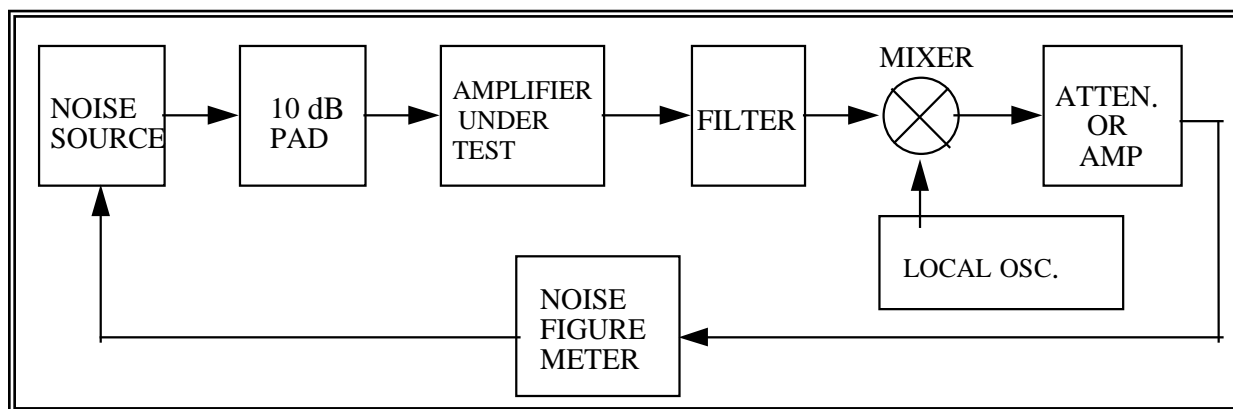 NOISE
SOURCE
10 dB
PAD
AMPLIFIER
UNDER
TEST
FILTER
MIXER
ATTEN.
OR
AMP
LOCAL OSC.
NOISE
FIGURE
METER